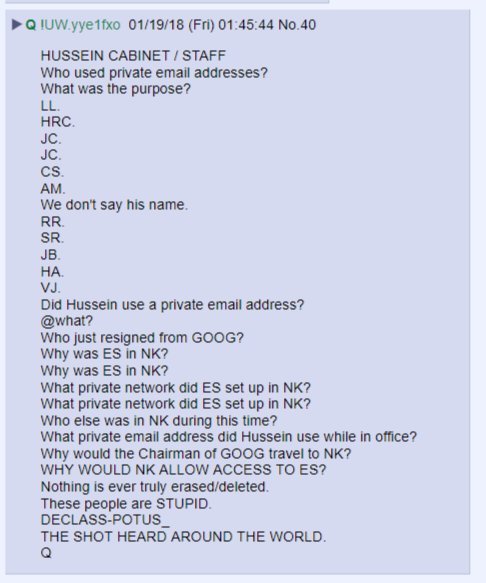 Q !UW.yye1fxo 01/19/18 (Fri) 01:45:44 No.40
HUSSEIN CABINET / STAFF
Who used private email addresses?
What was the purpose?
LL.
HRC.
JC.
JC.
CS.
AM.
We don't say his name.
RR.
SR.
JB.
HA.
VJ.
Did Hussein use a private email address?
@what?
Who just resigned from GOOG?
Why was ES in NK?
Why was ES in NK?
What private network did ES set up in NK?
What private network did ES set up in NK?
Who else was in NK during this time?
What private email address did Hussein use while in office?
Why would the Chairman of GOOG travel to NK?
WHY WOULD NK ALLOW ACCESS TO ES?
Nothing is ever truly erased/deleted.
These people are STUPID.
DECLASS-POTUS_
THE SHOT HEARD AROUND THE WORLD.
Q